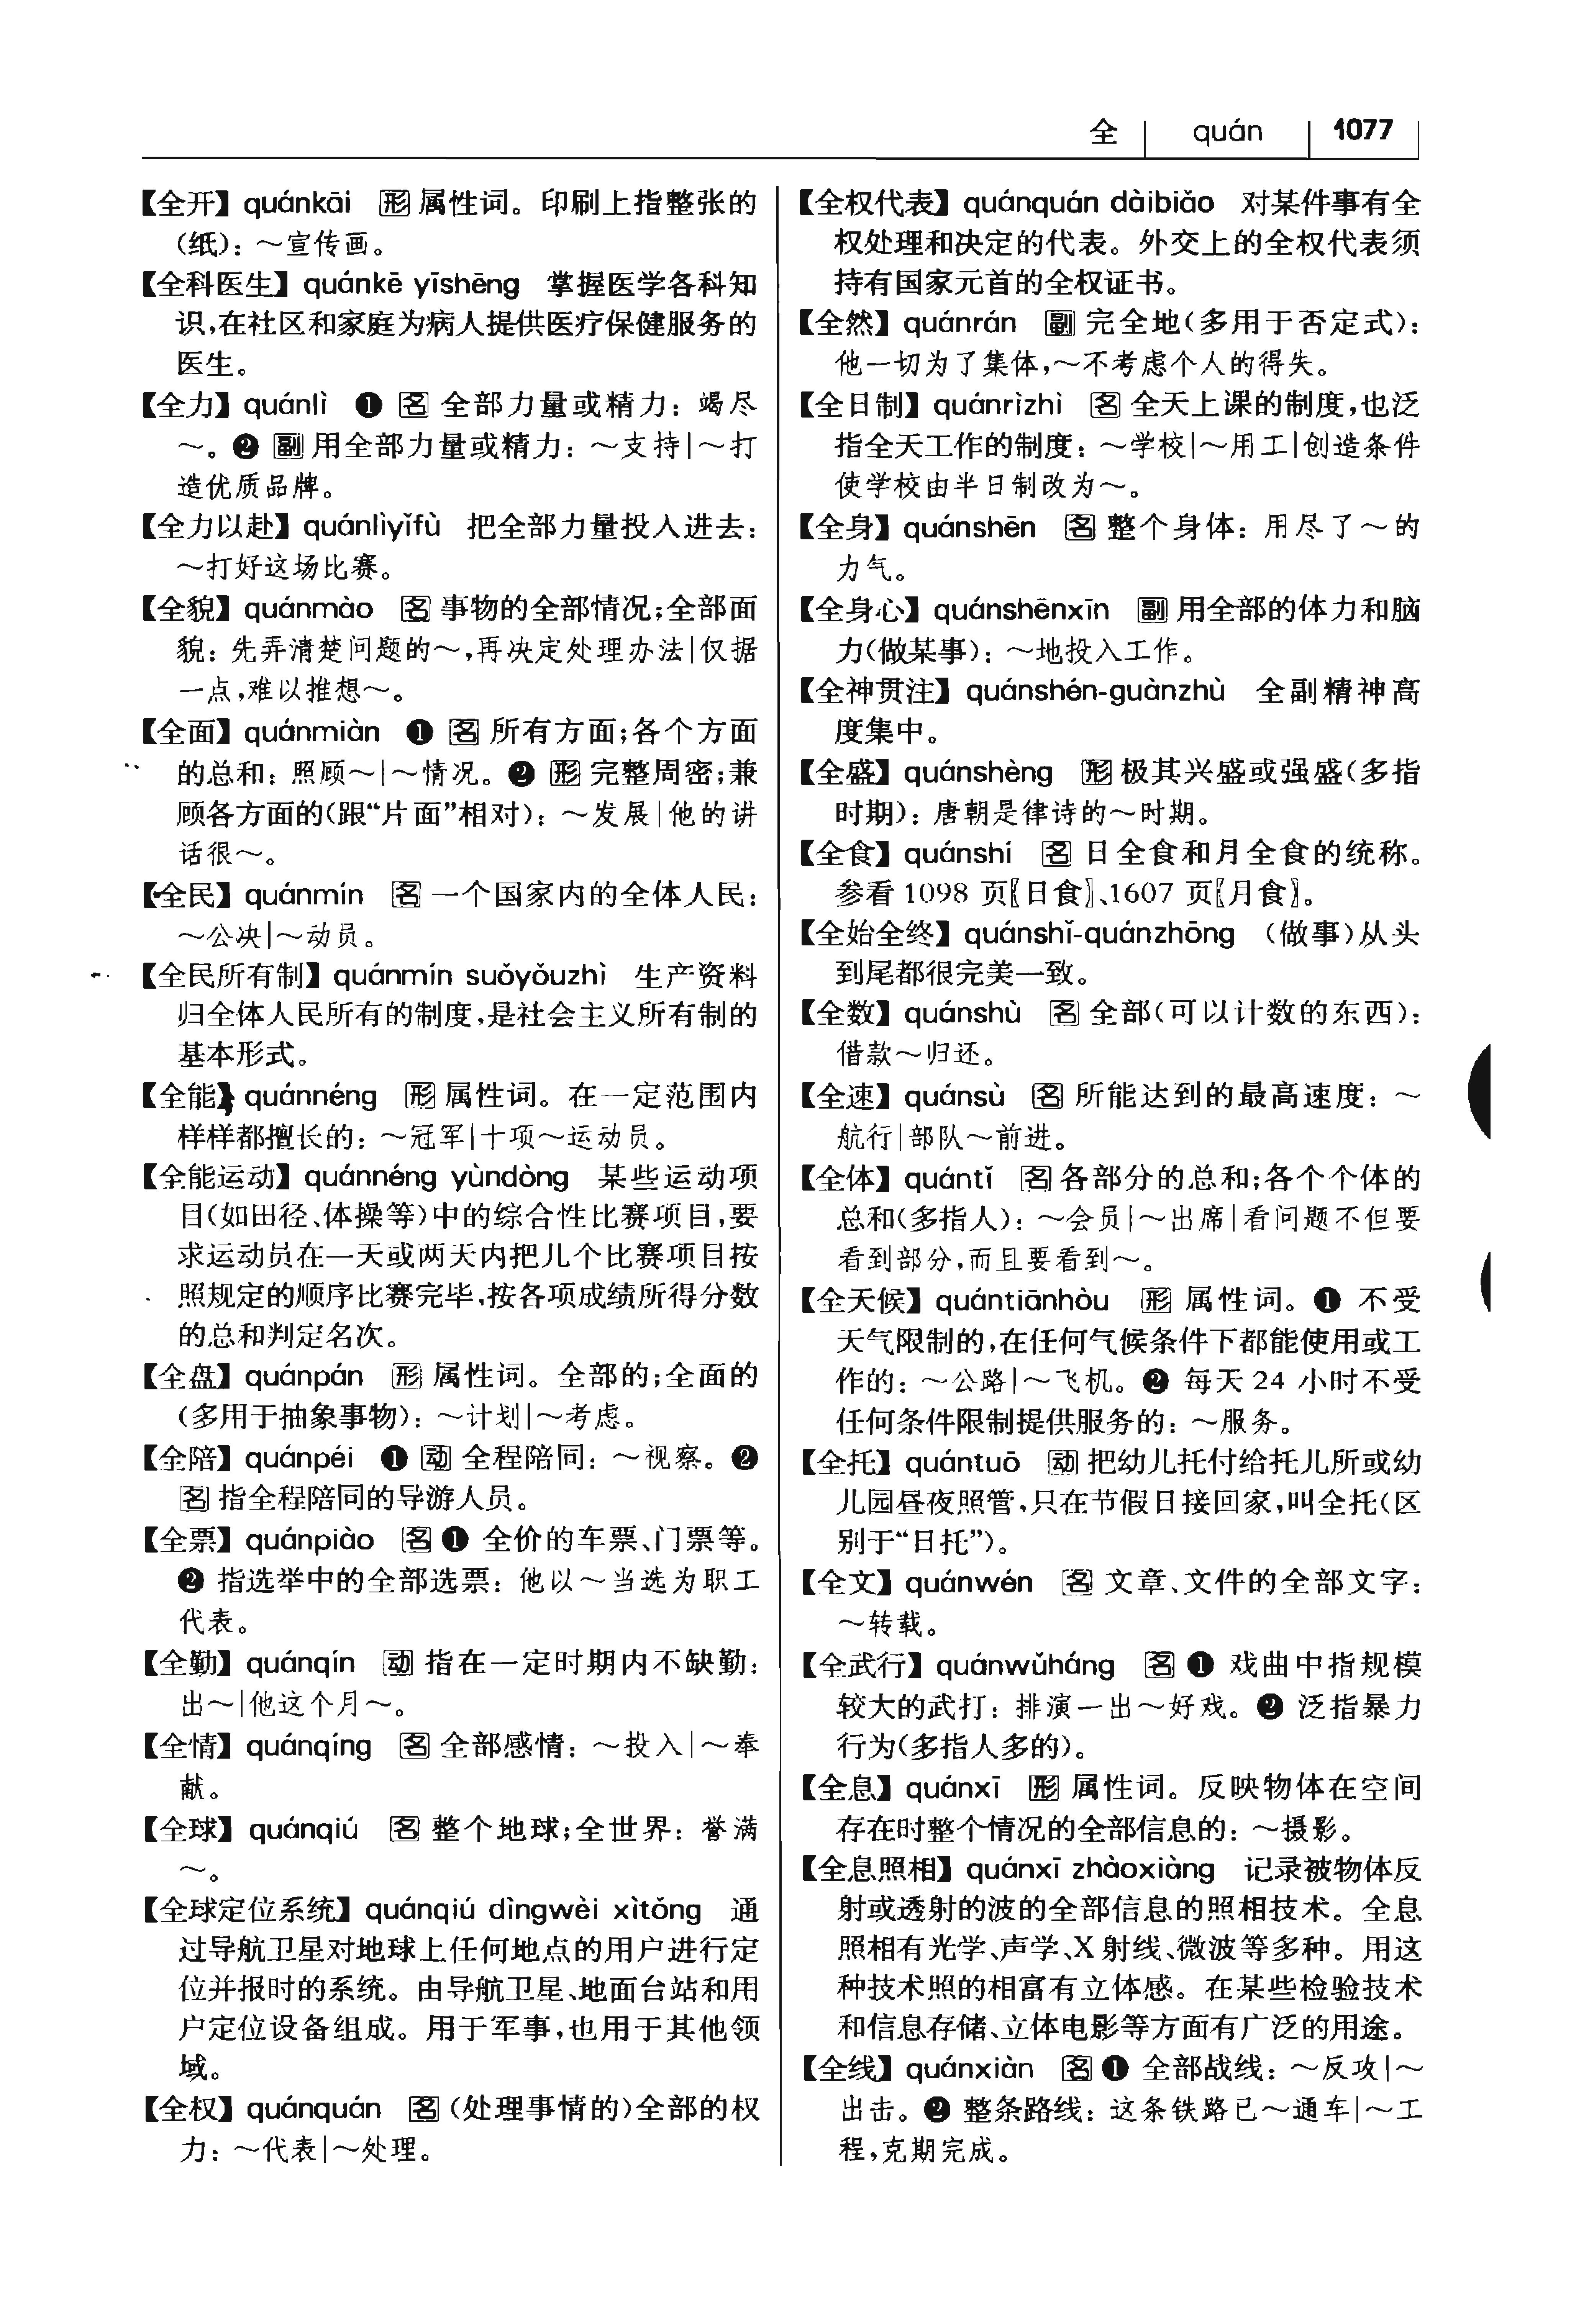 全 quán 1077
【全开】quánkāi 形 属性词。印刷上指整张的
(纙)：～宣传画。
【全科医生】quánkē yīshēng 掌握医学各科知
识,在社区和家庭为病人提供医疗保健服务的
医生。
【全力】quánlì ❶ 名 全部力量或精力：竭尽
～。❷ 副 用全部力量或精力：～支持|～打
造优质品牌。
【全力以赴】quánlìyǐfù 把全部力量投入进去：
～打好这场比赛。
【全貌】quánmào 名 事物的全部情况;全部面
貌：先弄清楚问题的～,再决定处理办法|仅据
一点,难以推想～。
【全面】quánmiàn ❶ 名 所有方面;各个方面
的总和：照顾～|～情况。❷ 形 完整周密;兼
顾各方面的(跟“片面”相对)：～发展|他的讲
话很～。
【全民】quánmín 名 一个国家内的全体人民：
～公决|～动员。
【全民所有制】quánmín suǒyǒuzhì 生产资料
归全体人民所有的制度,是社会主义所有制的
基本形式。
【全能】quánnéng 形 属性词。在一定范围内
样样都擅长的：～冠军|十项～运动员。
【全能运动】quánnéng yùndòng 某些运动项
目(如田径、体操等)中的综合性比赛项目,要
求运动员在一天或两天内把几个比赛项目按
照规定的顺序比赛完毕,按各项成绩所得分数
的总和判定名次。
【全盘】quánpán 形 属性词。全部的;全面的
(多用于抽象事物)：～计划|～考虑。
【全陪】quánpéi ❶ 动 全程陪同：～视察。❷
名 指全程陪同的导游人员。
【全票】quánpiào 名 ❶ 全价的车票、门票等。
❷ 指选举中的全部选票：他以～当选为职工
代表。
【全勤】quánqín 动 指在一定时期内不缺勤：
出～|他这个月～。
【全情】quánqíng 名 全部感情：～投入|～奉
献。
【全球】quánqiú 名 整个地球;全世界：誉满
～。
【全球定位系统】quánqiú dìngwèi xìtǒng 通
过导航卫星对地球上任何地点的用户进行定
位并报时的系统。由导航卫星、地面台站和用
户定位设备组成。用于军事,也用于其他领
域。
【全权】quánquán 名 (处理事情的)全部的权
力：～代表|～处理。
【全权代表】quánquán dàibiǎo 对某件事有全
权处理和决定的代表。外交上的全权代表须
持有国家元首的全权证书。
【全然】quánrán 副 完全地(多用于否定式)：
他一切为了集体,～不考虑个人的得失。
【全日制】quánrìzhì 名 全天上课的制度,也泛
指全天工作的制度：～学校|～用工|创造条件
使学校由半日制改为～。
【全身】quánshēn 名 整个身体：用尽了～的
力气。
【全身心】quánshēnxīn 副 用全部的体力和脑
力(做某事)：～地投入工作。
【全神贯注】quánshén-guànzhù 全副精神高
度集中。
【全盛】quánshèng 形 极其兴盛或强盛(多指
时期)：唐朝是律诗的～时期。
【全食】quánshí 名 日全食和月全食的统称。
参看 1098 页〖日食〗、1607 页〖月食〗。
【全始全终】quánshǐ-quánzhōng (做事)从头
到尾都很完美一致。
【全数】quánshù 名 全部(可以计数的东西)：
借款～归还。
【全速】quánsù 名 所能达到的最高速度：～
航行|部队～前进。
【全体】quántǐ 名 各部分的总和;各个个体的
总和(多指人)：～会员|～出席|看问题不但要
看到部分,而且要看到～。
【全天候】quántiānhòu 形 属性词。❶ 不受
天气限制的,在任何气候条件下都能使用或工
作的：～公路|～飞机。❷ 每天 24 小时不受
任何条件限制提供服务的：～服务。
【全托】quántuō 动 把幼儿托付给托儿所或幼
儿园昼夜照管,只在节假日接回家,叫全托(区
别于“日托”)。
【全文】quánwén 名 文章、文件的全部文字：
～转载。
【全武行】quánwǔháng 名 ❶ 戏曲中指规模
较大的武打：排演一出～好戏。❷ 泛指暴力
行为(多指人多的)。
【全息】quánxī 形 属性词。反映物体在空间
存在时整个情况的全部信息的：～摄影。
【全息照相】quánxī zhàoxiàng 记录被物体反
射或透射的波的全部信息的照相技术。全息
照相有光学、声学、X 射线、微波等多种。用这
种技术照的相富有立体感。在某些检验技术
和信息存储、立体电影等方面有广泛的用途。
【全线】quánxiàn 名 ❶ 全部战线：～反攻|～
出击。❷ 整条路线：这条铁路已～通车|～工
程,克期完成。